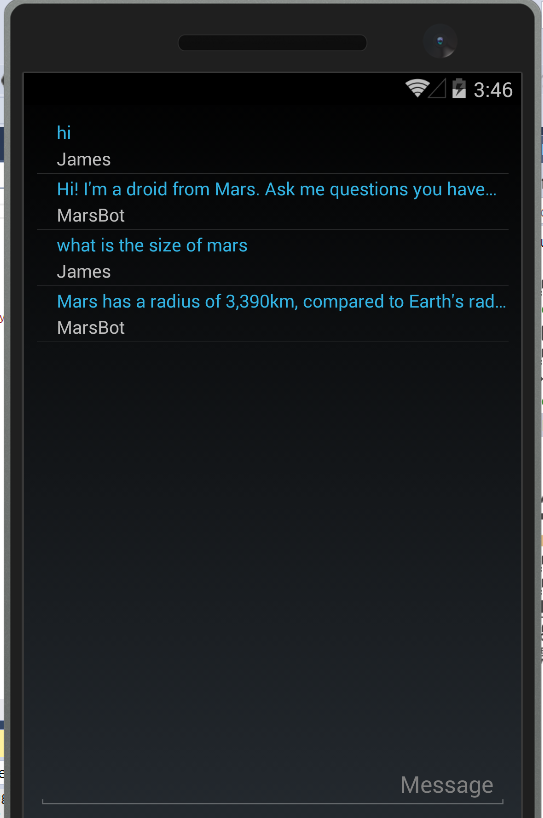 3:46
hi
James
Hi! I'm a droid from Mars. Ask me questions you have...
MarsBot
what is the size of mars
James
Mars has a radius of 3,390km, compared to Earth's rad...
MarsBot
Message